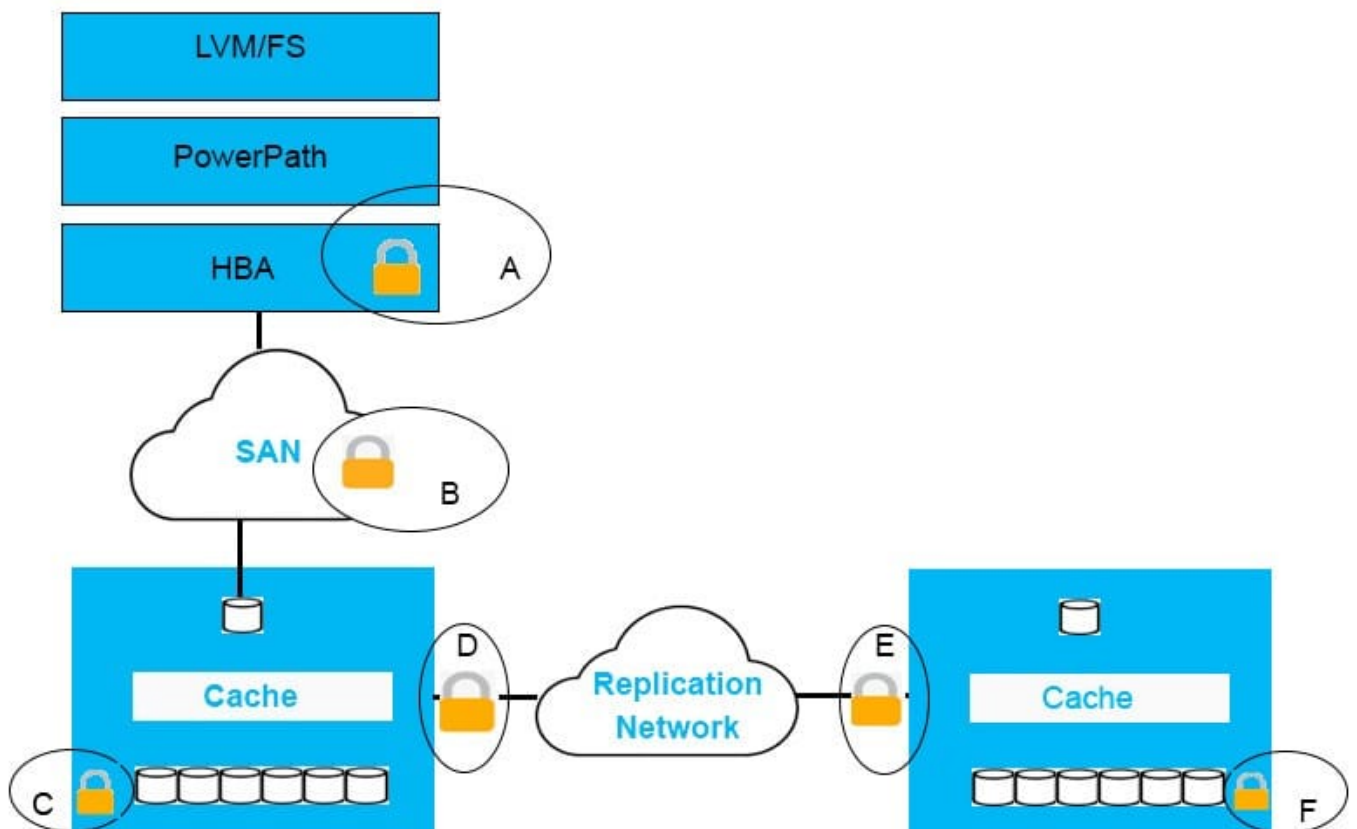 LVM/FS
PowerPath
HBA
A
SAN
B
D
E
Replication
Network
Cache
Cache
C
F